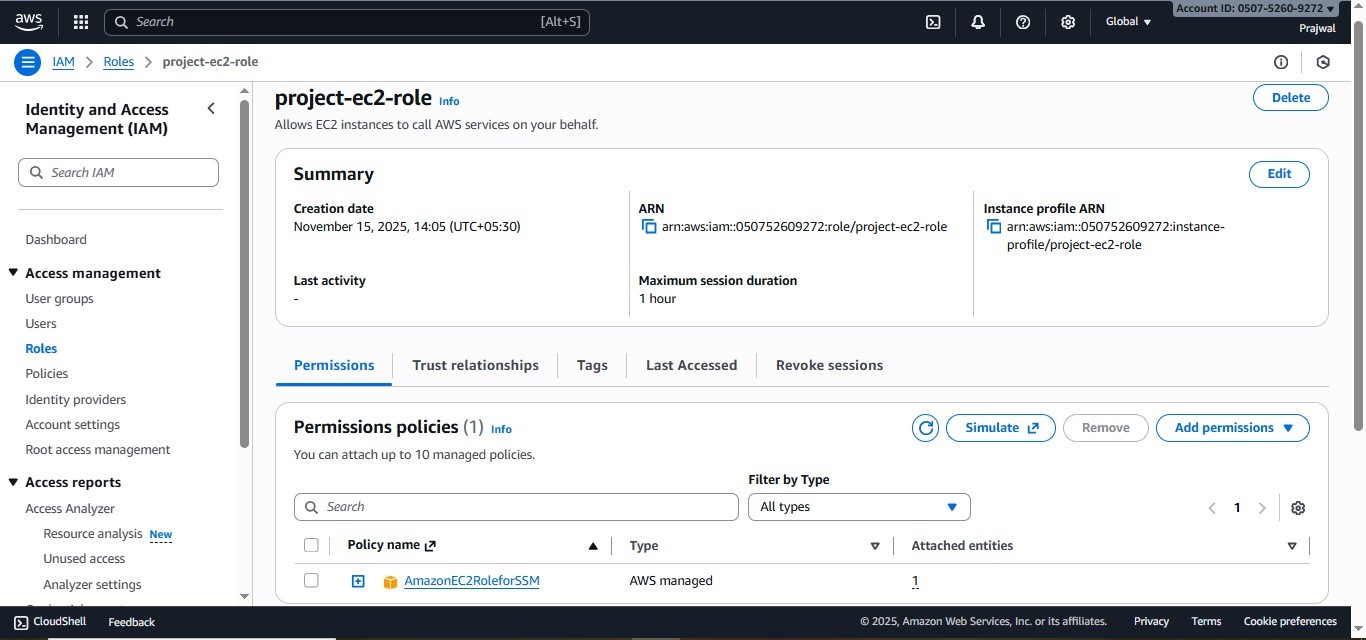 aws
Search
[Alt+S]
Global
Account ID: 0507-5260-9272
Prajwal
IAM
Roles
project-ec2-role
Identity and Access
Management (IAM)
Search IAM
Dashboard
Access management
User groups
Users
Roles
Policies
Identity providers
Account settings
Root access management
Access reports
Access Analyzer
Resource analysis New
Unused access
Analyzer settings
project-ec2-role Info
Delete
Allows EC2 instances to call AWS services on your behalf.
Summary
Edit
Creation date
November 15, 2025, 14:05 (UTC+05:30)
ARN
arn:aws:iam::050752609272:role/project-ec2-role
Instance profile ARN
arn:aws:iam::050752609272:instance-
profile/project-ec2-role
Last activity
-
Maximum session duration
1 hour
Permissions
Trust relationships
Tags
Last Accessed
Revoke sessions
Permissions policies (1) Info
Simulate
Remove
Add permissions
You can attach up to 10 managed policies.
Filter by Type
Search
All types
1
Policy name
Type
Attached entities
AmazonEC2RoleforSSM
AWS managed
1
CloudShell
Feedback
© 2025, Amazon Web Services, Inc. or its affiliates.
Privacy
Terms
Cookie preferences